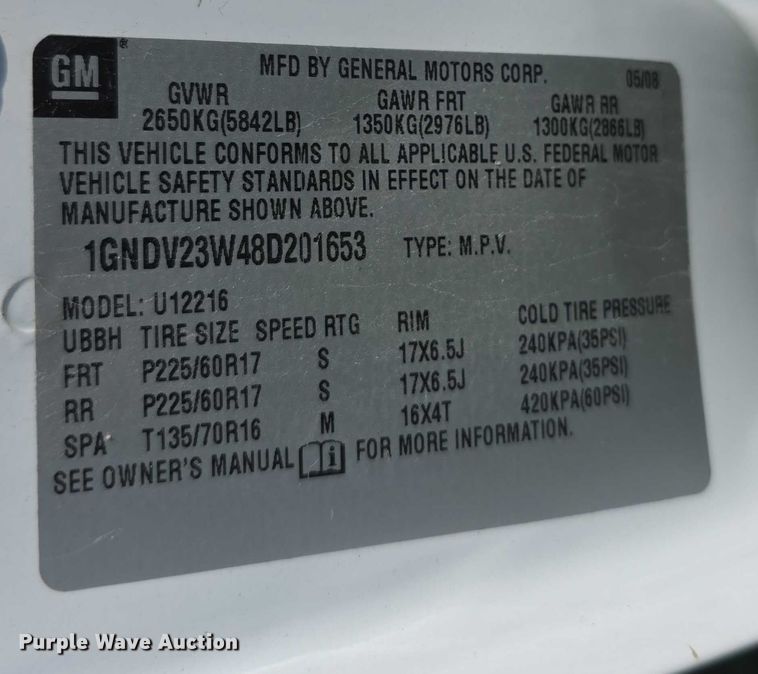 GM ®
MFD BY GENERAL MOTORS CORP. 05/08
GVWR GAWR FRT GAWR RR
2650KG(5842LB) 1350KG(2976LB) 1300KG(2866LB)
THIS VEHICLE CONFORMS TO ALL APPLICABLE U.S. FEDERAL MOTOR
VEHICLE SAFETY STANDARDS IN EFFECT ON THE DATE OF
MANUFACTURE SHOWN ABOVE.
1GNDV23W48D201653 TYPE: M.P.V.
MODEL: U12216
UBBH TIRE SIZE SPEED RTG RIM COLD TIRE PRESSURE
FRT P225/60R17 S 17X6.5J 240KPA(35PSI)
RR P225/60R17 S 17X6.5J 240KPA(35PSI)
SPA T135/70R16 M 16X4T 420KPA(60PSI)
SEE OWNER'S MANUAL i FOR MORE INFORMATION.
Purple Wave Auction